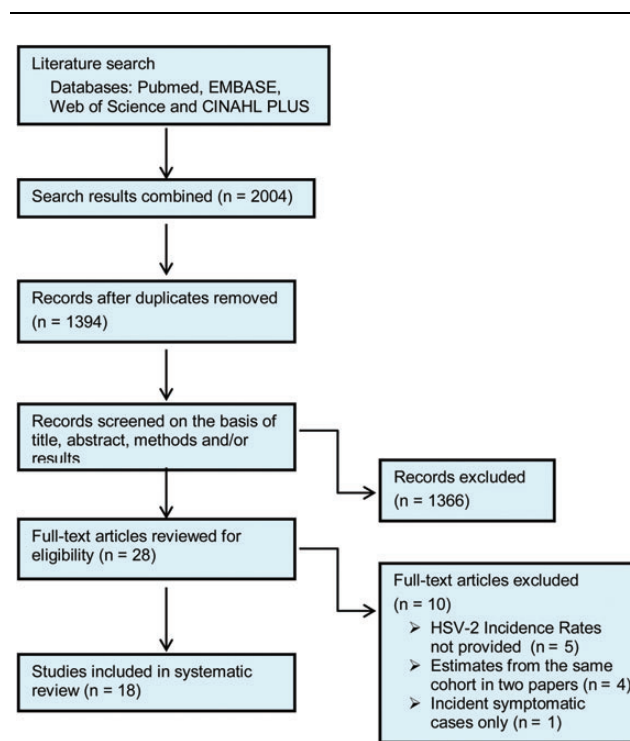 Literature search
Databases: Pubmed, EMBASE,
Web of Science and CINAHL PLUS
Search results combined (n = 2004)
Records after duplicates removed
(n = 1394)
Records screened on the basis of
title, abstract, methods and/or
results
Records excluded
(n = 1366)
Full-text articles reviewed for
eligibility (n = 28)
Full-text articles excluded
(n = 10)
➢ HSV-2 Incidence Rates
not provided (n = 5)
➢ Estimates from the same
cohort in two papers (n = 4)
➢ Incident symptomatic
cases only (n = 1)
Studies included in systematic
review (n = 18)